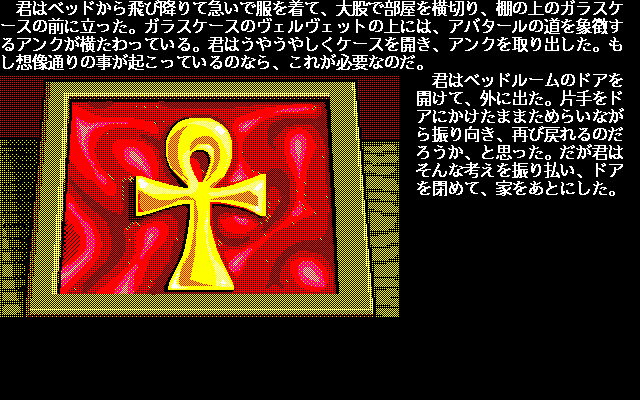 君はベッドから飛び降りて急いで服を着て、大股で部屋を横切り、棚の上のガラスケ
ースの前に立った。ガラスケースのヴェルヴェットの上には、アバタールの道を象徴す
るアンクが横たわっている。君はうやうやしくケースを開き、アンクを取り出した。も
し想像通りの事が起こっているのなら、これが必要なのだ。
君はベッドルームのドアを
開けて、外に出た。片手をド
アにかけたままためらいなが
ら振り向き、再び戻れるのだ
ろうか、と思った。だが君は
そんな考えを振り払い、ドア
を閉めて、家をあとにした。